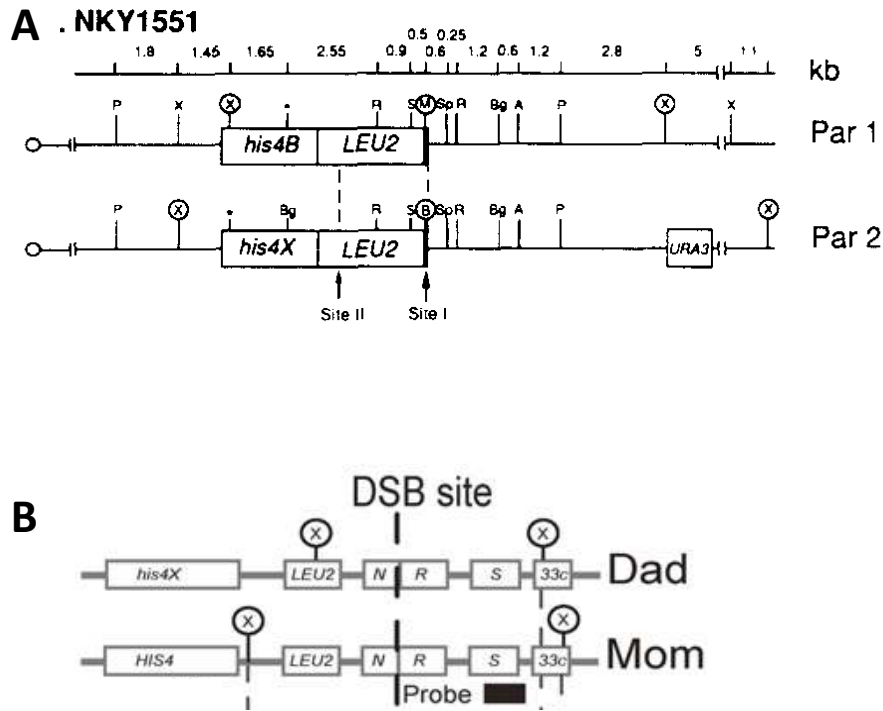 A . NKY1551
0.5 0.25
1.8 1.45 1.65 2.55 0.9 0.6 1.2 0.6 1.2 2.8 5 11
kb
P X X * R S M Sp R Bg A P X X
his4B LEU2
Par 1
P X * Bg R S B Sp R Bg A P X
his4X LEU2 URA3
Par 2
Site II Site I
B
DSB site
X X
his4X LEU2 N R S 33c Dad
X X
HIS4 LEU2 N R S 33c Mom
Probe